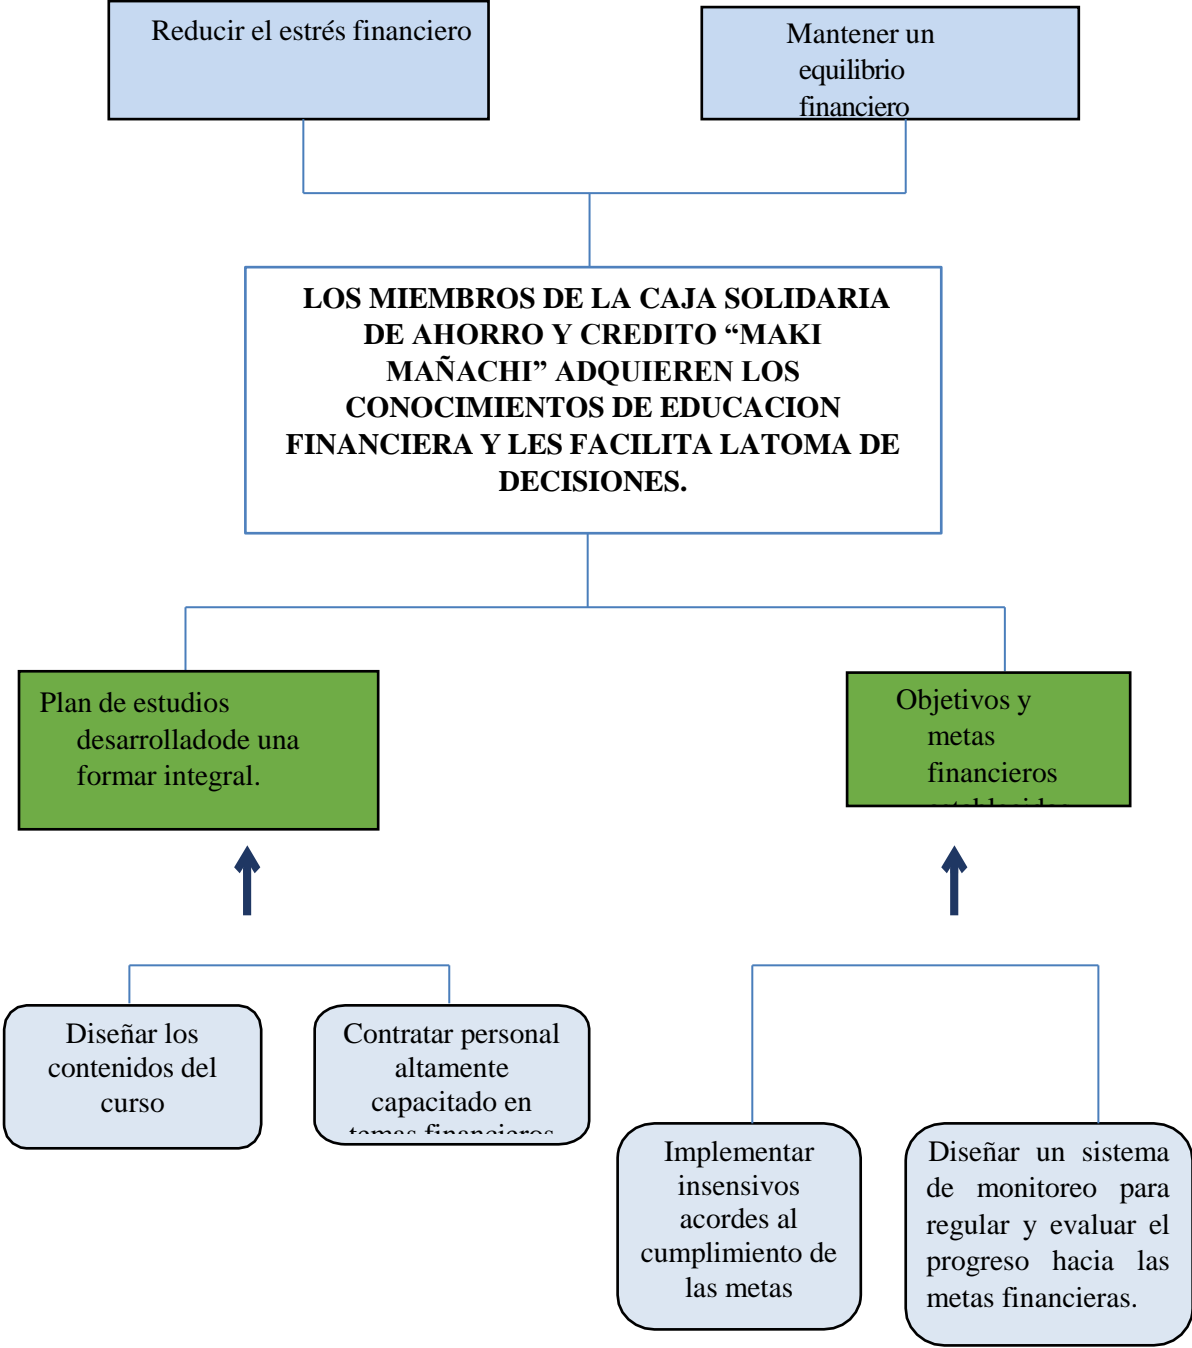 Reducir el estrés financiero
Mantener un
equilibrio
financiero
LOS MIEMBROS DE LA CAJA SOLIDARIA
DE AHORRO Y CREDITO “MAKI
MAÑACHI” ADQUIEREN LOS
CONOCIMIENTOS DE EDUCACION
FINANCIERA Y LES FACILITA LATOMA DE
DECISIONES.
Plan de estudios
desarrolladode una
formar integral.
Objetivos y
metas
financieros
Diseñar los
contenidos del
curso
Contratar personal
altamente
capacitado en
temas financieros
Implementar
insensivos
acordes al
cumplimiento de
las metas
Diseñar un sistema
de monitoreo para
regular y evaluar el
progreso hacia las
metas financieras.